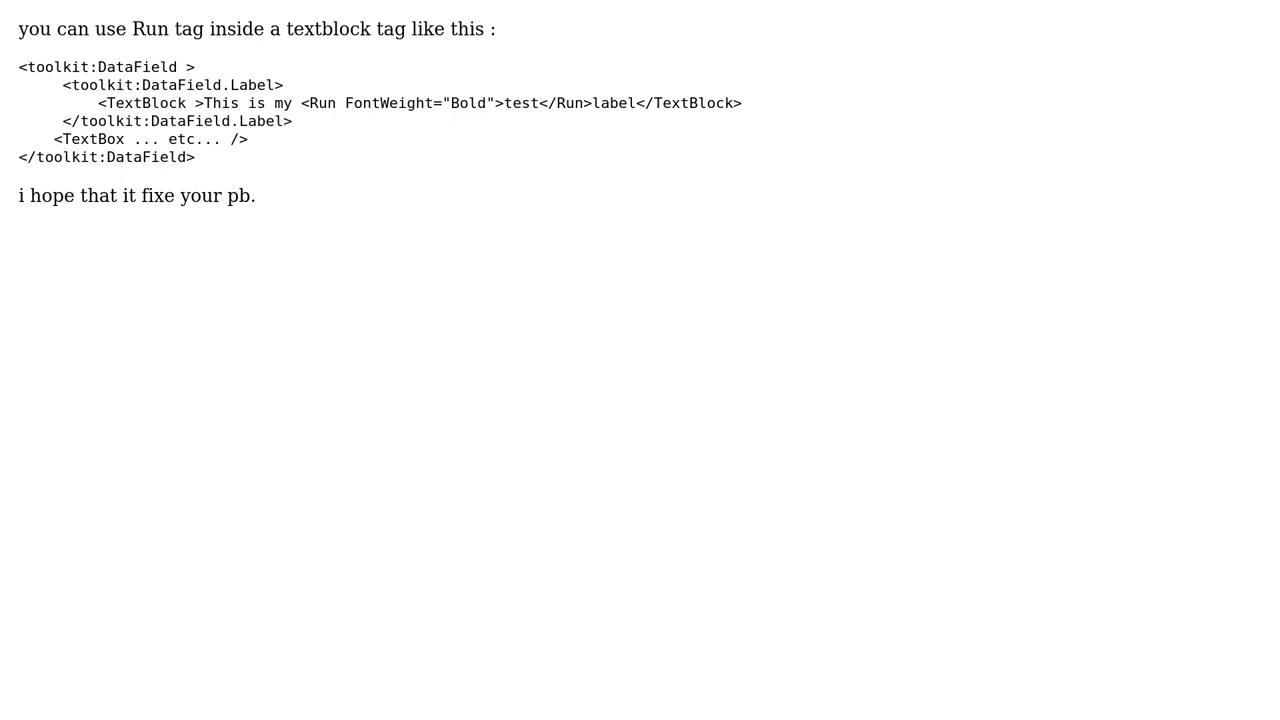 you can use Run tag inside a textblock tag like this :
<toolkit:DataField >
     <toolkit:DataField.Label>
         <TextBlock >This is my <Run FontWeight="Bold">test</Run>label</TextBlock>
     </toolkit:DataField.Label>
    <TextBox ... etc... />
</toolkit:DataField>
i hope that it fixe your pb.